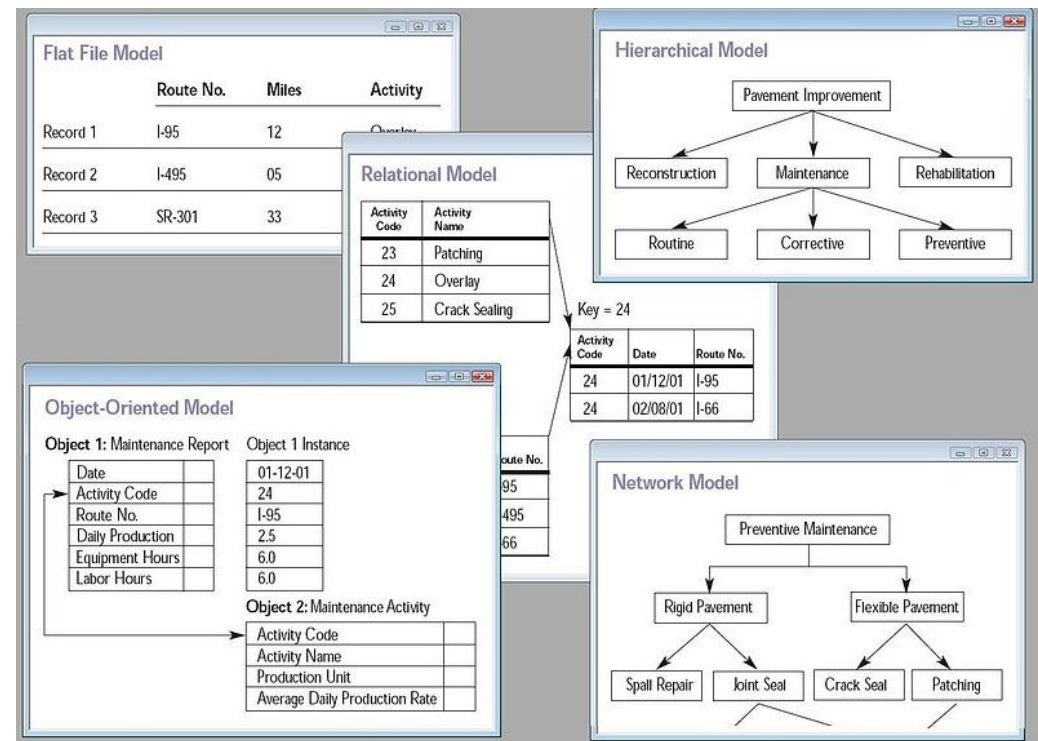 Flat File Model
Route No. Miles Activity
Record 1 I-95 12 Overlay
Record 2 I-495 05
Record 3 SR-301 33
Hierarchical Model
Pavement Improvement
Reconstruction Maintenance Rehabilitation
Routine Corrective Preventive
Relational Model
Activity Code Activity Name
23 Patching
24 Overlay
25 Crack Sealing
Key = 24
Activity Code Date Route No.
24 01/12/01 I-95
24 02/08/01 I-66
Route No.
95
495
66
Object-Oriented Model
Object 1: Maintenance Report Object 1 Instance
Date 01-12-01
Activity Code 24
Route No. I-95
Daily Production 2.5
Equipment Hours 6.0
Labor Hours 6.0
Object 2: Maintenance Activity
Activity Code
Activity Name
Production Unit
Average Daily Production Rate
Network Model
Preventive Maintenance
Rigid Pavement Flexible Pavement
Spall Repair Joint Seal Crack Seal Patching